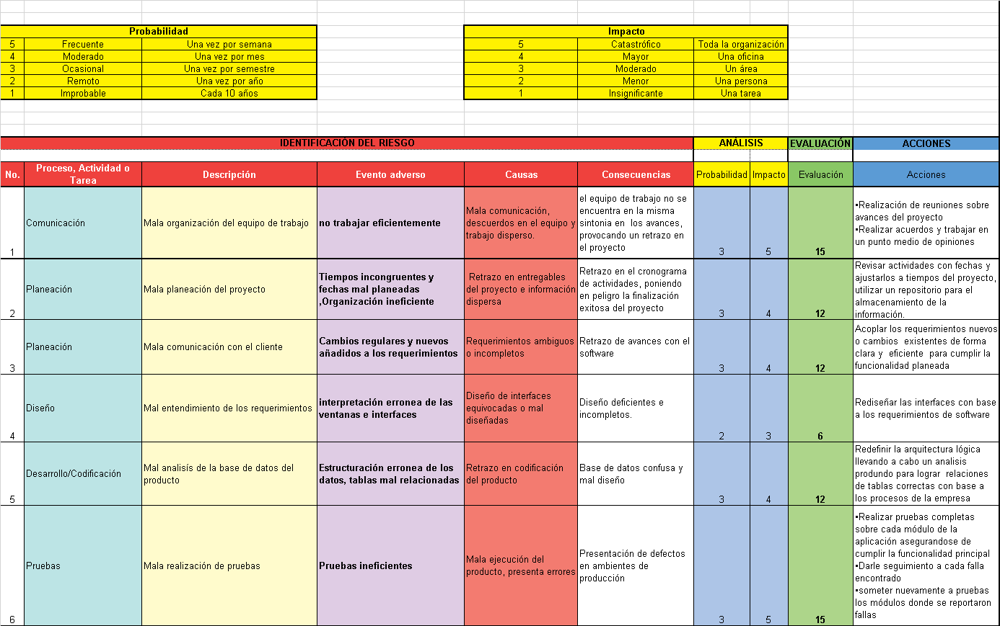 Probabilidad
5 Frecuente Una vez por semana
4 Moderado Una vez por mes
3 Ocasional Una vez por semestre
2 Remoto Una vez por año
1 Improbable Cada 10 años
Impacto
5 Catastrófico Toda la organización
4 Mayor Una oficina
3 Moderado Un área
2 Menor Una persona
1 Insignificante Una tarea
IDENTIFICACIÓN DEL RIESGO ANÁLISIS EVALUACIÓN ACCIONES
No.
Proceso, Actividad o
Tarea
Descripción
Evento adverso
Causas
Consecuencias
Probabilidad
Impacto
Evaluación
Acciones
1
Comunicación
Mala organización del equipo de trabajo
no trabajar eficientemente
Mala comunicación,
descuerdos en el equipo y
trabajo disperso.
el equipo de trabajo no se
encuentra en la misma
sintonia en los avances,
provocando un retrazo en
el proyecto
3
5
15
•Realización de reuniones sobre
avances del proyecto
•Realizar acuerdos y trabajar en
un punto medio de opiniones
2
Planeación
Mala planeación del proyecto
Tiempos incongruentes y
fechas mal planeadas
,Organización ineficiente
Retrazo en entregables
del proyecto e información
dispersa
Retrazo en el cronograma
de actividades, poniendo
en peligro la finalización
exitosa del proyecto
3
4
12
Revisar actividades con fechas y
ajustarlos a tiempos del proyecto,
utilizar un repositorio para el
almacenamiento de la
información.
3
Planeación
Mala comunicación con el cliente
Cambios regulares y nuevos
añadidos a los requerimientos
Requerimientos ambiguos
o incompletos
Retrazo de avances con el
software
3
4
12
Acoplar los requerimientos nuevos
o cambios existentes de forma
clara y eficiente para cumplir la
funcionalidad planeada
4
Diseño
Mal entendimiento de los requerimientos
interpretación erronea de las
ventanas e interfaces
Diseño de interfaces
equivocadas o mal
diseñadas
Diseño deficientes e
incompletos.
2
3
6
Rediseñar las interfaces con base
a los requerimientos de software
5
Desarrollo/Codificación
Mal analisís de la base de datos del
producto
Estructuración erronea de los
datos, tablas mal relacionadas
Retrazo en codificación
del producto
Base de datos confusa y
mal diseño
3
4
12
Redefinir la arquitectura lógica
llevando a cabo un analisis
produndo para lograr relaciones
de tablas correctas con base a
los procesos de la empresa
6
Pruebas
Mala realización de pruebas
Pruebas ineficientes
Mala ejecución del
producto, presenta errores
Presentación de defectos
en ambientes de
producción
3
5
15
•Realizar pruebas completas
sobre cada módulo de la
aplicación asegurandose de
cumplir la funcionalidad principal
•Darle seguimiento a cada falla
encontrado
•someter nuevamente a pruebas
los módulos donde se reportaron
fallas